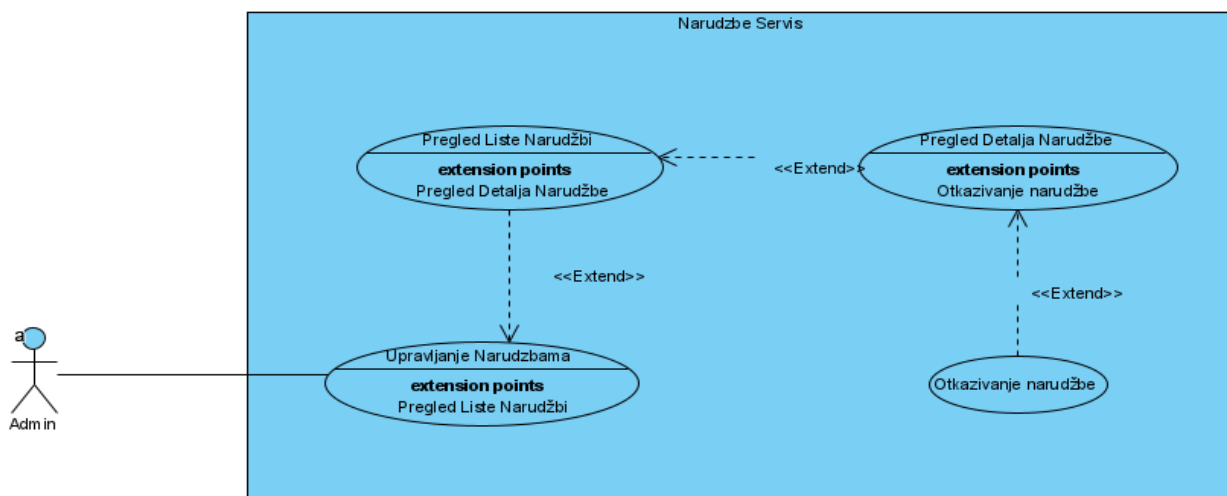 Narudzbe Servis
Pregled Liste Narudžbi
extension points
Pregled Detalja Narudžbe
<<Extend>>
Pregled Detalja Narudžbe
extension points
Otkazivanje narudžbe
<<Extend>>
<<Extend>>
a
Admin
Upravljanje Narudzbama
extension points
Pregled Liste Narudžbi
Otkazivanje narudžbe